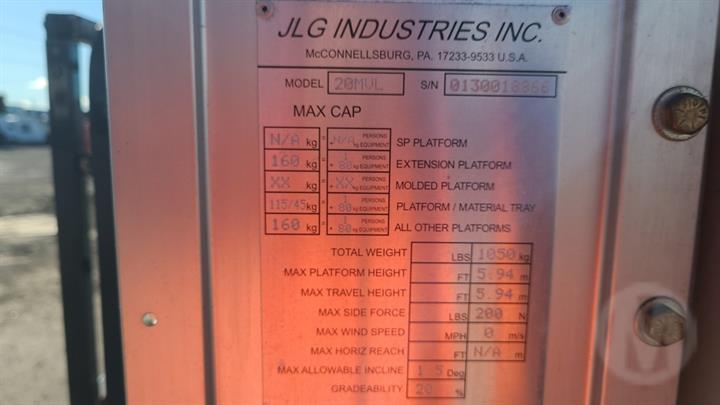 JLG INDUSTRIES INC.
McCONNELLSBURG, PA. 17233-9533 U.S.A.
MODEL 20MVL S/N 0130018866
MAX CAP
N/A kg = N/A PERSONS + kg EQUIPMENT SP PLATFORM
160 kg = 1 PERSONS + 80 kg EQUIPMENT EXTENSION PLATFORM
XX kg = XX PERSONS + kg EQUIPMENT MOLDED PLATFORM
115/45 kg = 1 PERSONS + 80 kg EQUIPMENT PLATFORM / MATERIAL TRAY
160 kg = 1 PERSONS + 80 kg EQUIPMENT ALL OTHER PLATFORMS
TOTAL WEIGHT LBS 1050 kg
MAX PLATFORM HEIGHT FT 5.94 m
MAX TRAVEL HEIGHT FT 5.94 m
MAX SIDE FORCE LBS 200 N
MAX WIND SPEED MPH 0 m/s
MAX HORIZ REACH FT N/A m
MAX ALLOWABLE INCLINE 1.5 Deg
GRADEABILITY 20 %
M